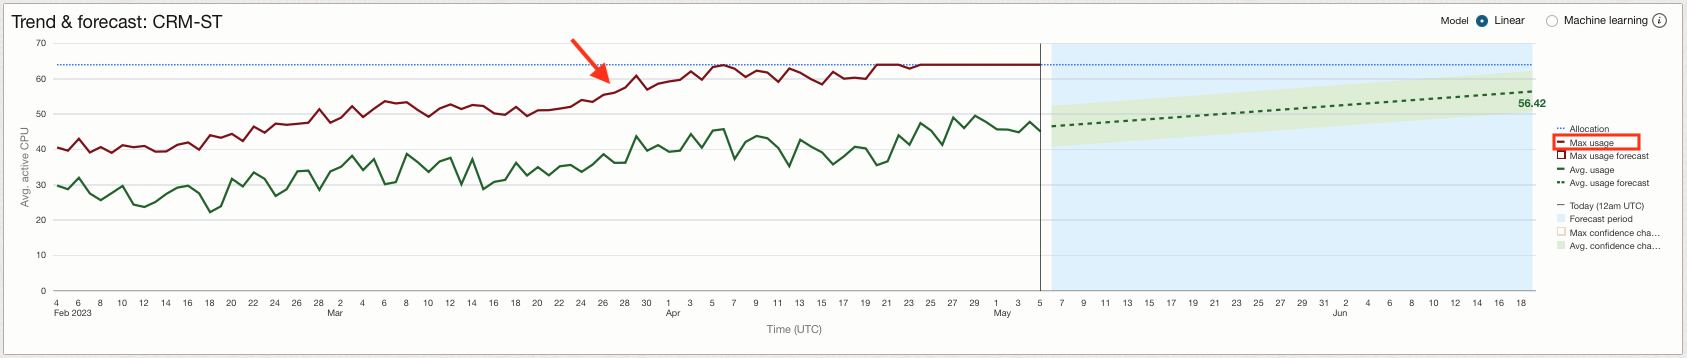 Trend & forecast: CRM-ST
Model Linear Machine learning i
70
60
50
40
30
20
10
0
Avg. active CPU
56.42
4 6 8 10 12 14 16 18 20 22 24 26 28 2 4 6 8 10 12 14 16 18 20 22 24 26 28 30 1 3 5 7 9 11 13 15 17 19 21 23 25 27 29 1 3 5 7 9 11 13 15 17 19 21 23 25 27 29 31 2 4 6 8 10 12 14 16 18
Feb 2023 Mar Apr May Jun
Time (UTC)
Allocation
Max usage
Max usage forecast
Avg. usage
Avg. usage forecast
Today (12am UTC)
Forecast period
Max confidence cha...
Avg. confidence cha...